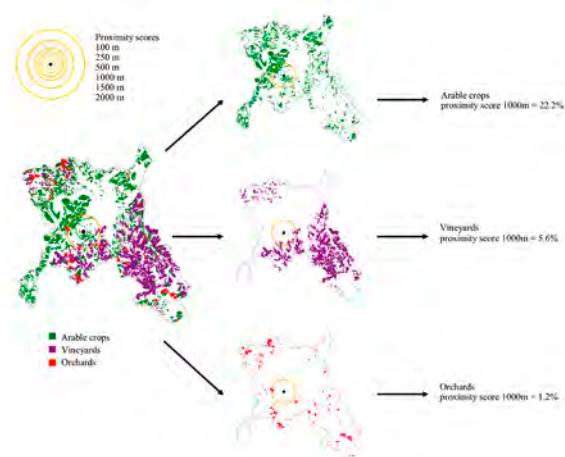 Proximity scores
100 m
250 m
500 m
1000 m
1500 m
2000 m
Arable crops
proximity score 1000m = 22.2%
Vineyards
proximity score 1000m = 5.6%
Arable crops
Vineyards
Orchards
Orchards
proximity score 1000m = 1.2%